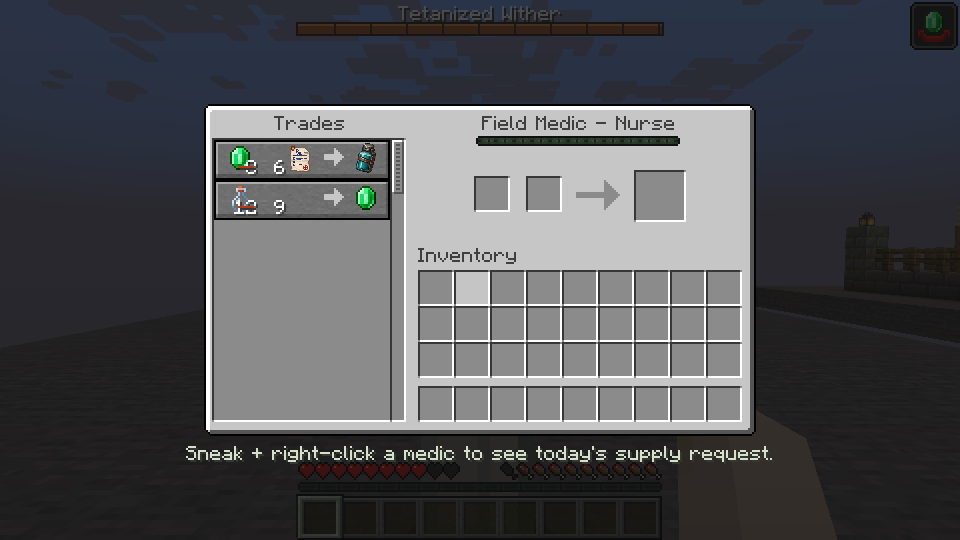 Tetanized Wither
Trades
6
9
Field Medic - Nurse
Inventory
Sneak + right-click a medic to see today's supply request.